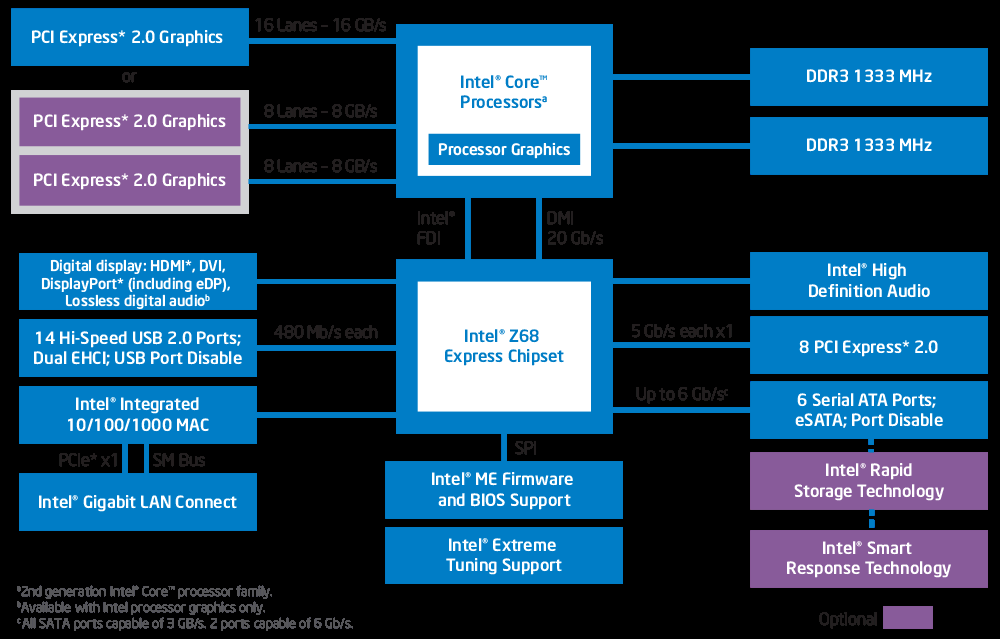 PCI Express* 2.0 Graphics
16 Lanes – 16 GB/s
or
PCI Express* 2.0 Graphics
8 Lanes – 8 GB/s
PCI Express* 2.0 Graphics
8 Lanes – 8 GB/s
Intel® Core™
Processorsᵃ
Processor Graphics
DDR3 1333 MHz
DDR3 1333 MHz
Intel®
FDI
DMI
20 Gb/s
Digital display: HDMI*, DVI,
DisplayPort* (including eDP),
Lossless digital audioᵇ
14 Hi-Speed USB 2.0 Ports;
Dual EHCI; USB Port Disable
480 Mb/s each
Intel® Integrated
10/100/1000 MAC
PCIe* x1
SM Bus
Intel® Gigabit LAN Connect
Intel® Z68
Express Chipset
SPI
Intel® ME Firmware
and BIOS Support
Intel® Extreme
Tuning Support
Intel® High
Definition Audio
5 Gb/s each x1
8 PCI Express* 2.0
Up to 6 Gb/sᶜ
6 Serial ATA Ports;
eSATA; Port Disable
Intel® Rapid
Storage Technology
Intel® Smart
Response Technology
ᵃ2nd generation Intel® Core™ processor family.
ᵇAvailable with Intel processor graphics only.
ᶜAll SATA ports capable of 3 GB/s. 2 ports capable of 6 Gb/s.
Optional